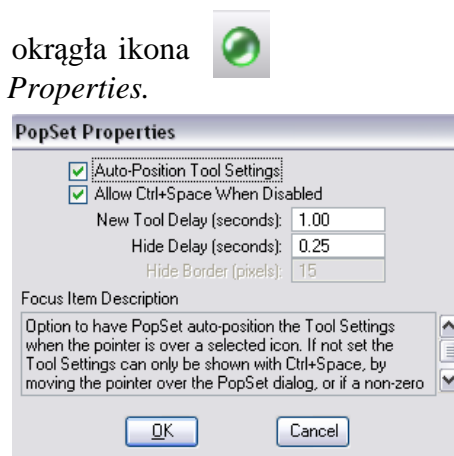 okrągła ikona
Properties.
PopSet Properties
Auto-Position Tool Settings
Allow Ctrl+Space When Disabled
New Tool Delay (seconds): 1.00
Hide Delay (seconds): 0.25
Hide Border (pixels): 15
Focus Item Description
Option to have PopSet auto-position the Tool Settings
when the pointer is over a selected icon. If not set the
Tool Settings can only be shown with Ctrl+Space, by
moving the pointer over the PopSet dialog, or if a non-zero
OK Cancel